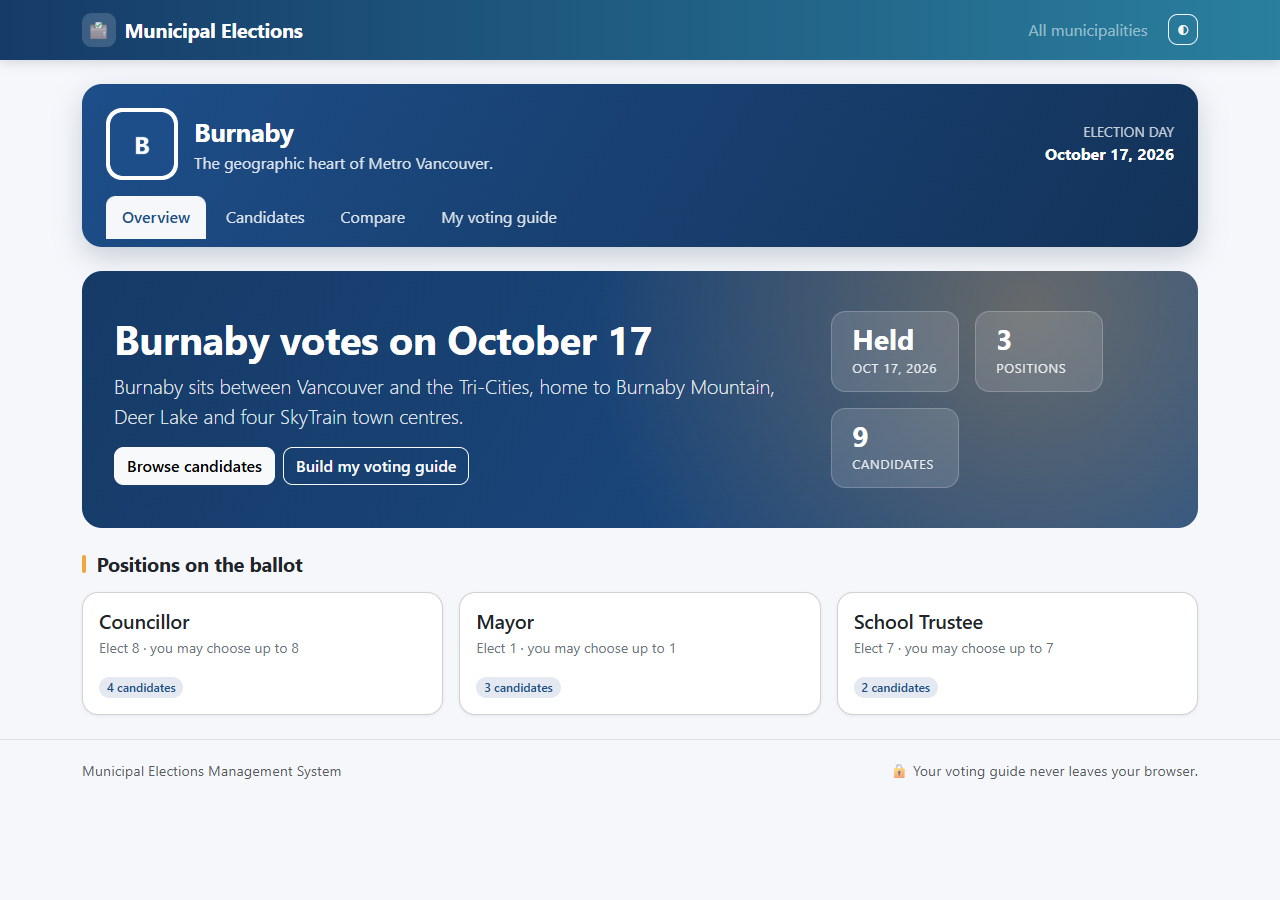 Municipal Elections
All municipalities
B
Burnaby
The geographic heart of Metro Vancouver.
ELECTION DAY
October 17, 2026
Overview
Candidates
Compare
My voting guide
Burnaby votes on October 17
Burnaby sits between Vancouver and the Tri-Cities, home to Burnaby Mountain,
Deer Lake and four SkyTrain town centres.
Browse candidates
Build my voting guide
Held
OCT 17, 2026
3
POSITIONS
9
CANDIDATES
Positions on the ballot
Councillor
Elect 8 · you may choose up to 8
4 candidates
Mayor
Elect 1 · you may choose up to 1
3 candidates
School Trustee
Elect 7 · you may choose up to 7
2 candidates
Municipal Elections Management System
🔒 Your voting guide never leaves your browser.